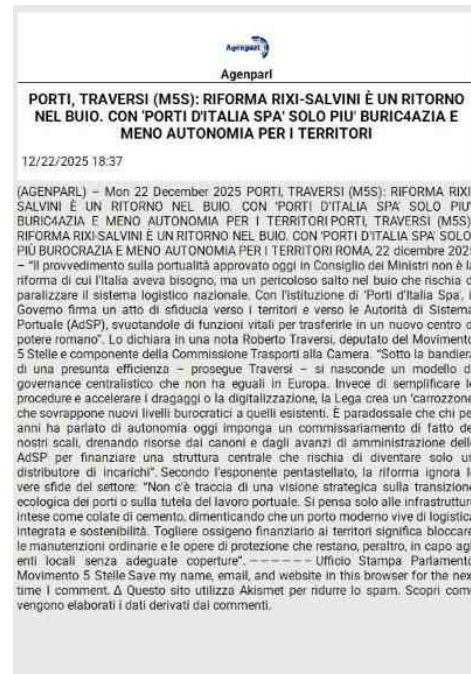 Agenparl
Agenparl
PORTI, TRAVERSI (M5S): RIFORMA RIXI-SALVINI È UN RITORNO
NEL BUIO. CON 'PORTI D'ITALIA SPA' SOLO PIU' BURIC4AZIA E
MENO AUTONOMIA PER I TERRITORI
12/22/2025 18:37
(AGENPARL) – Mon 22 December 2025 PORTI, TRAVERSI (M5S): RIFORMA RIXI
SALVINI È UN RITORNO NEL BUIO. CON 'PORTI D'ITALIA SPA' SOLO PIU'
BURIC4AZIA E MENO AUTONOMIA PER I TERRITORI PORTI, TRAVERSI (M5S):
RIFORMA RIXI-SALVINI È UN RITORNO NEL BUIO. CON 'PORTI D'ITALIA SPA' SOLO
PIÙ BUROCRAZIA E MENO AUTONOMIA PER I TERRITORI ROMA, 22 dicembre 2025
– "Il provvedimento sulla portualità approvato oggi in Consiglio dei Ministri non è la
riforma di cui l'Italia aveva bisogno, ma un pericoloso salto nel buio che rischia d
paralizzare il sistema logistico nazionale. Con l'istituzione di 'Porti d'Italia Spa', i
Governo firma un atto di sfiducia verso i territori e verso le Autorità di Sistema
Portuale (AdSP), svuotandole di funzioni vitali per trasferirle in un nuovo centro d
potere romano". Lo dichiara in una nota Roberto Traversi, deputato del Movimento
5 Stelle e componente della Commissione Trasporti alla Camera. "Sotto la bandiera
di una presunta efficienza – prosegue Traversi – si nasconde un modello d
governance centralistico che non ha eguali in Europa. Invece di semplificare le
procedure e accelerare i dragaggi o la digitalizzazione, la Lega crea un 'carrozzone
che sovrappone nuovi livelli burocratici a quelli esistenti. È paradossale che chi pe
anni ha parlato di autonomia oggi imponga un commissariamento di fatto de
nostri scali, drenando risorse dai canoni e dagli avanzi di amministrazione delle
AdSP per finanziare una struttura centrale che rischia di diventare solo un
distributore di incarichi". Secondo l'esponente pentastellato, la riforma ignora le
vere sfide del settore: "Non c'è traccia di una visione strategica sulla transizione
ecologica dei porti o sulla tutela del lavoro portuale. Si pensa solo alle infrastrutture
intese come colate di cemento, dimenticando che un porto moderno vive di logistica
integrata e sostenibilità. Togliere ossigeno finanziario ai territori significa bloccare
le manutenzioni ordinarie e le opere di protezione che restano, peraltro, in capo agl
enti locali senza adeguate coperture". ——————– Ufficio Stampa Parlamento
Movimento 5 Stelle Save my name, email, and website in this browser for the next
time I comment. Δ Questo sito utilizza Akismet per ridurre lo spam. Scopri come
vengono elaborati i dati derivati dai commenti.